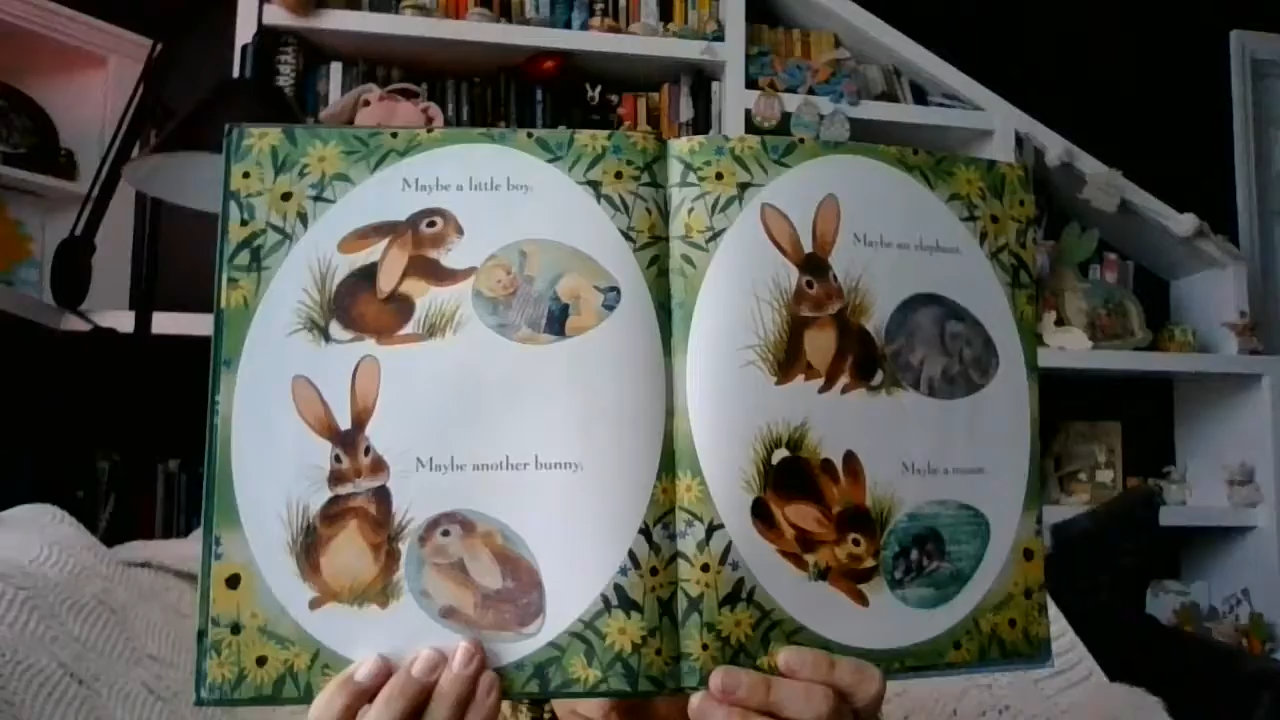 Maybe a little boy,
Maybe another bunny,
Maybe an elephant.
Maybe a mouse.